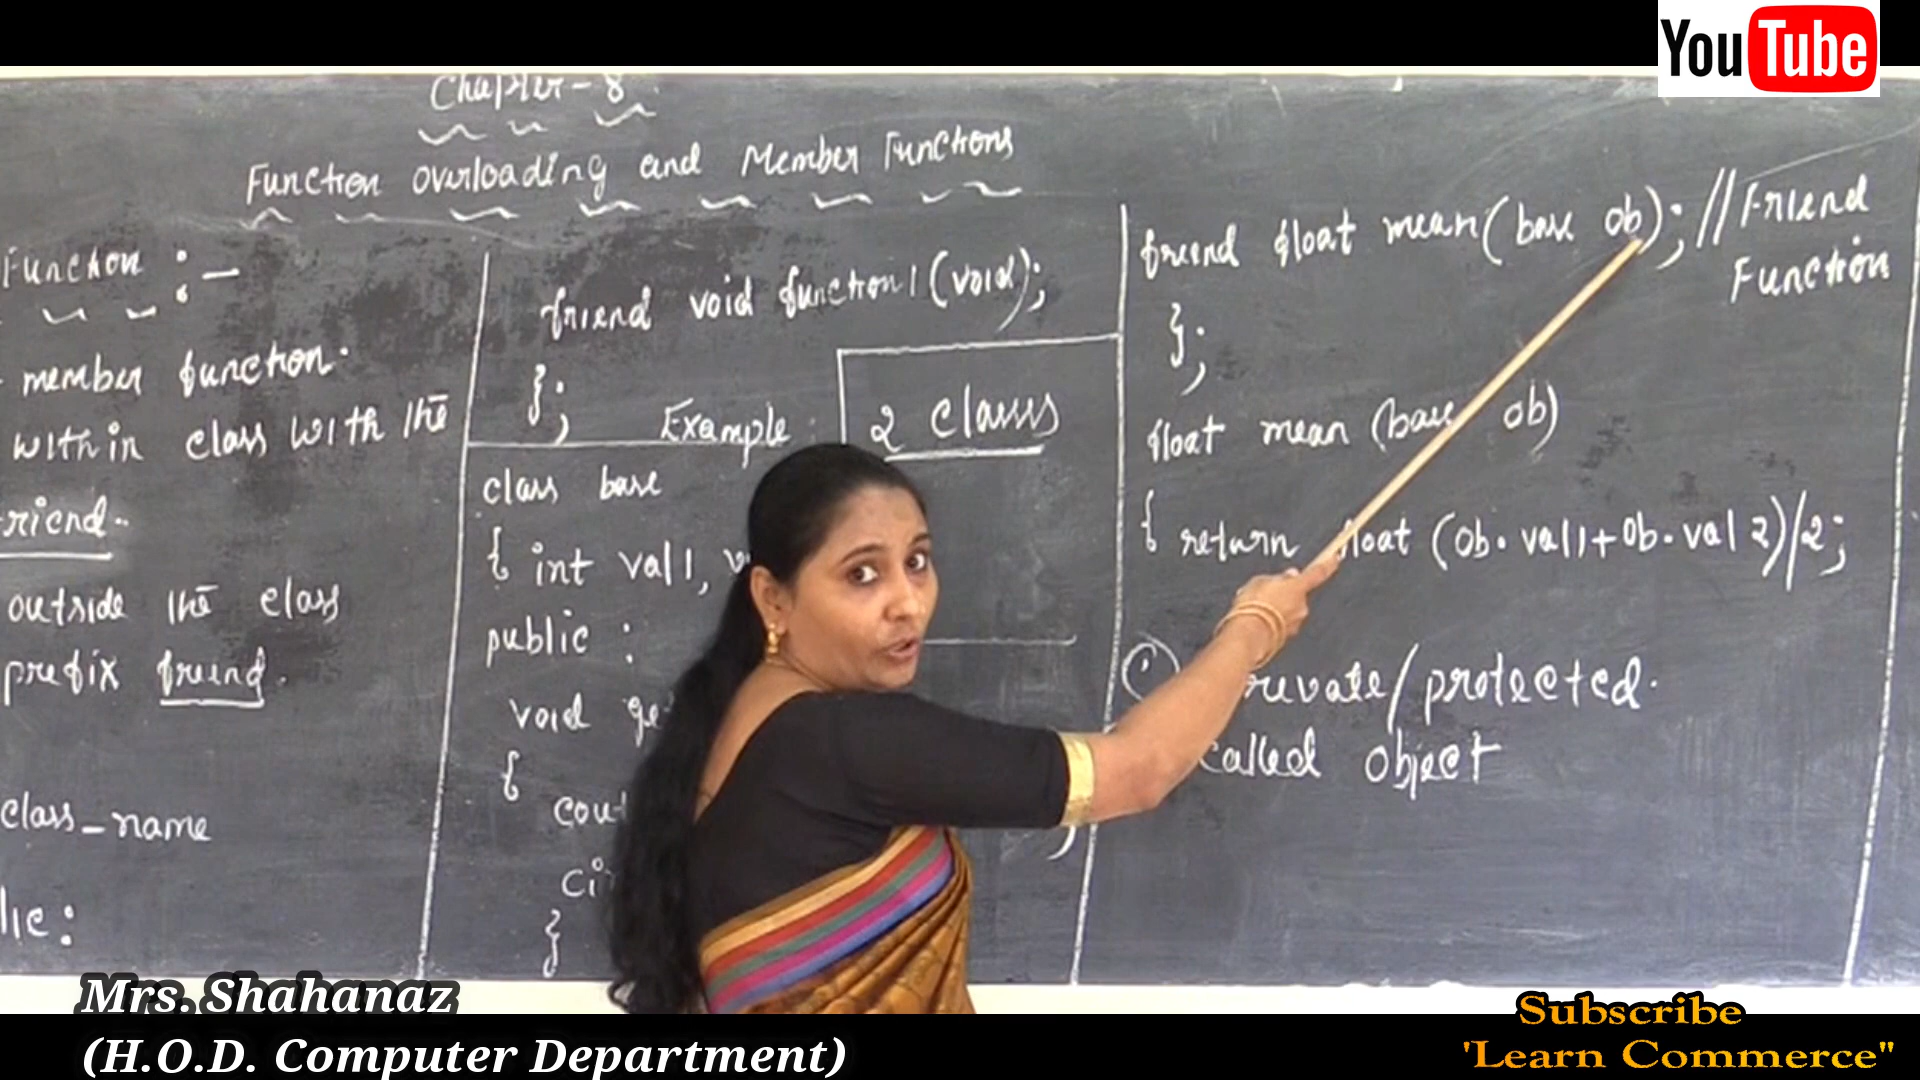 YouTube
Chapter-8
Function overloading and Member Functions
Function :-
member function.
within class with the
Friend.
outside the class
prefix friend.
class_name
lic:
friend void function1(void);
};
Example
2 classes
class base
{ int val1, v
public :
void ge
{
cout
ci
}
friend float mean(base ob); // Friend
Function
};
float mean (base ob)
{ return float (ob.val1+ob.val2)/2;
private/protected.
called object
Mrs. Shahanaz
(H.O.D. Computer Department)
Subscribe
'Learn Commerce"